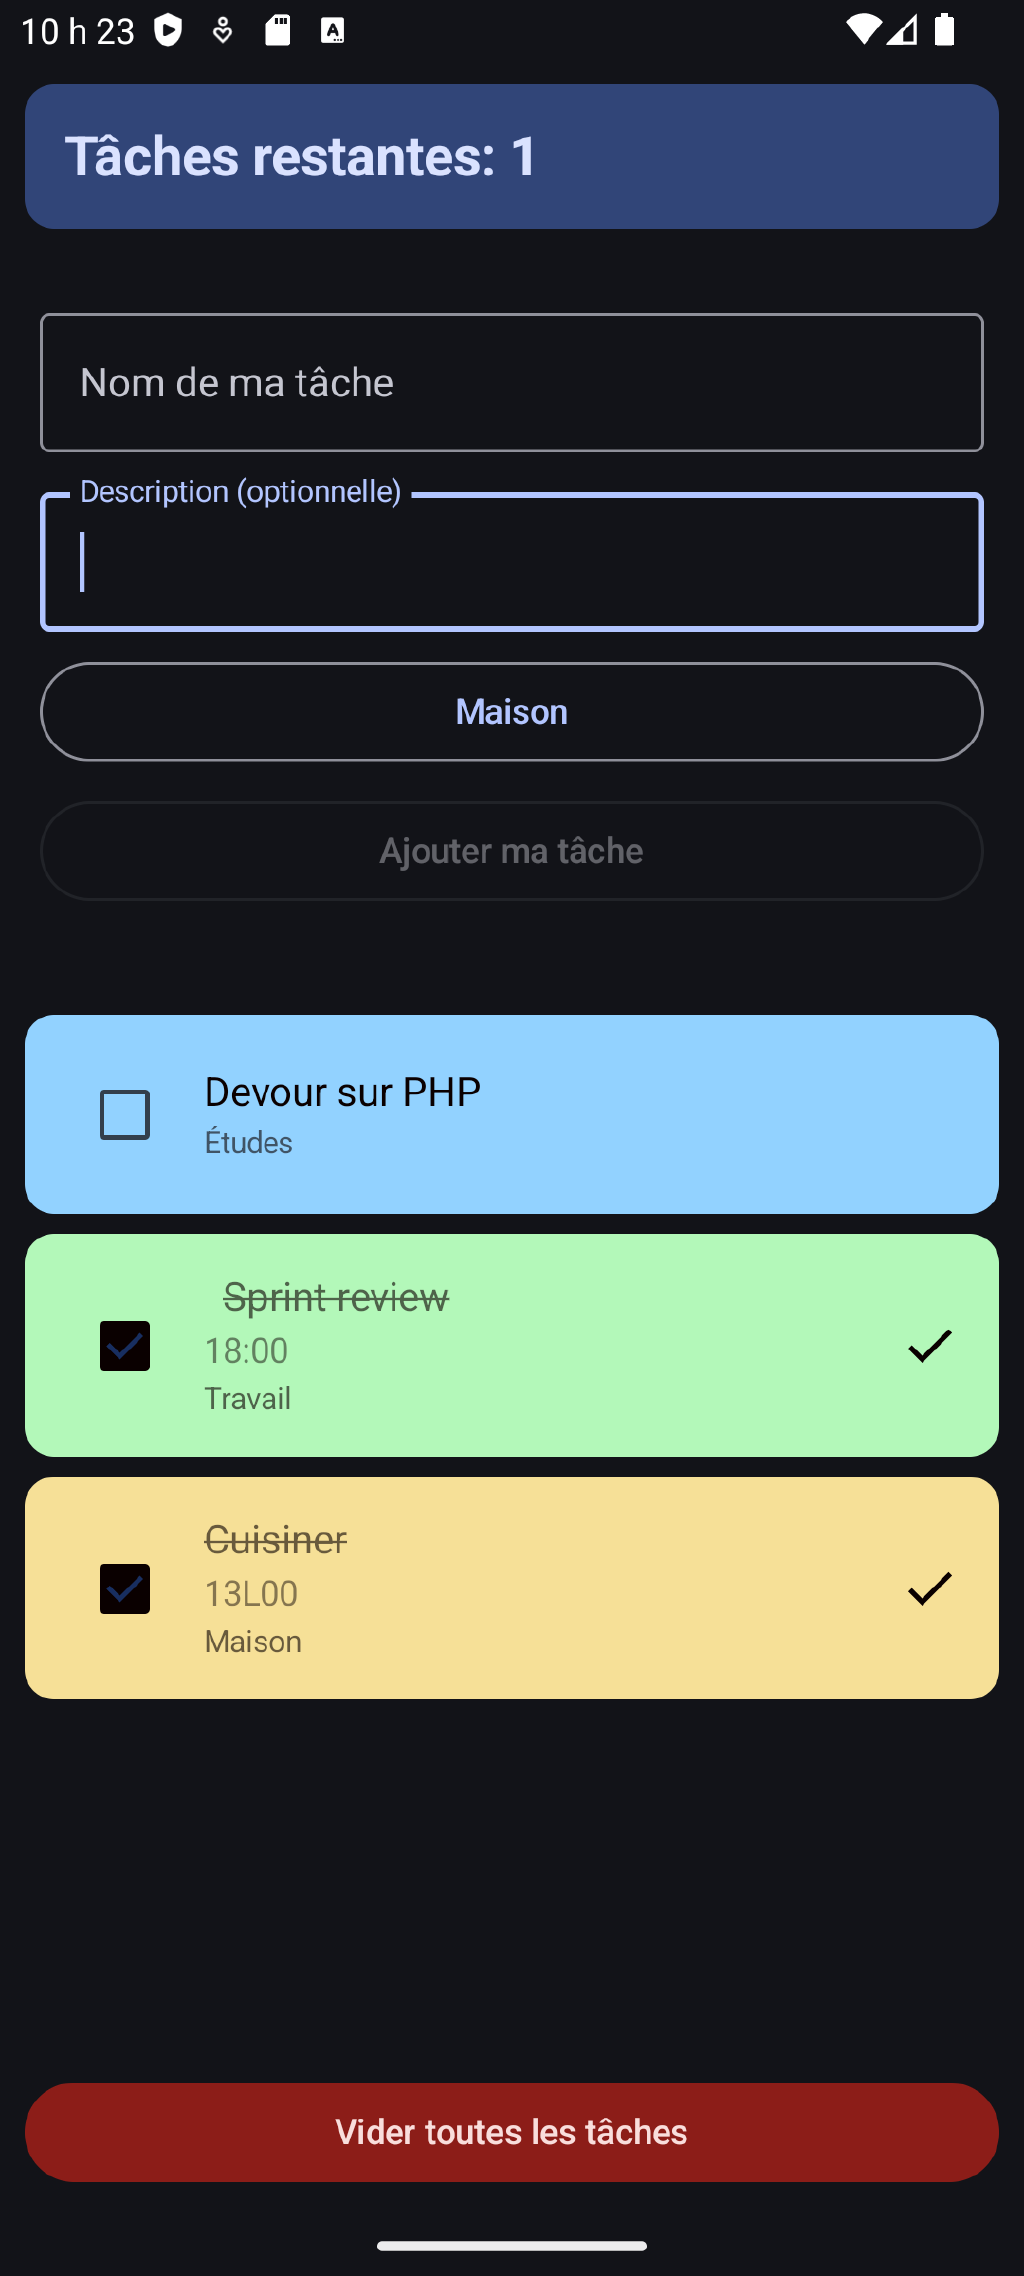 10 h 23
Tâches restantes: 1
Nom de ma tâche
Description (optionnelle)
Maison
Ajouter ma tâche
Devour sur PHP
Études
Sprint review
18:00
Travail
Cuisiner
13L00
Maison
Vider toutes les tâches